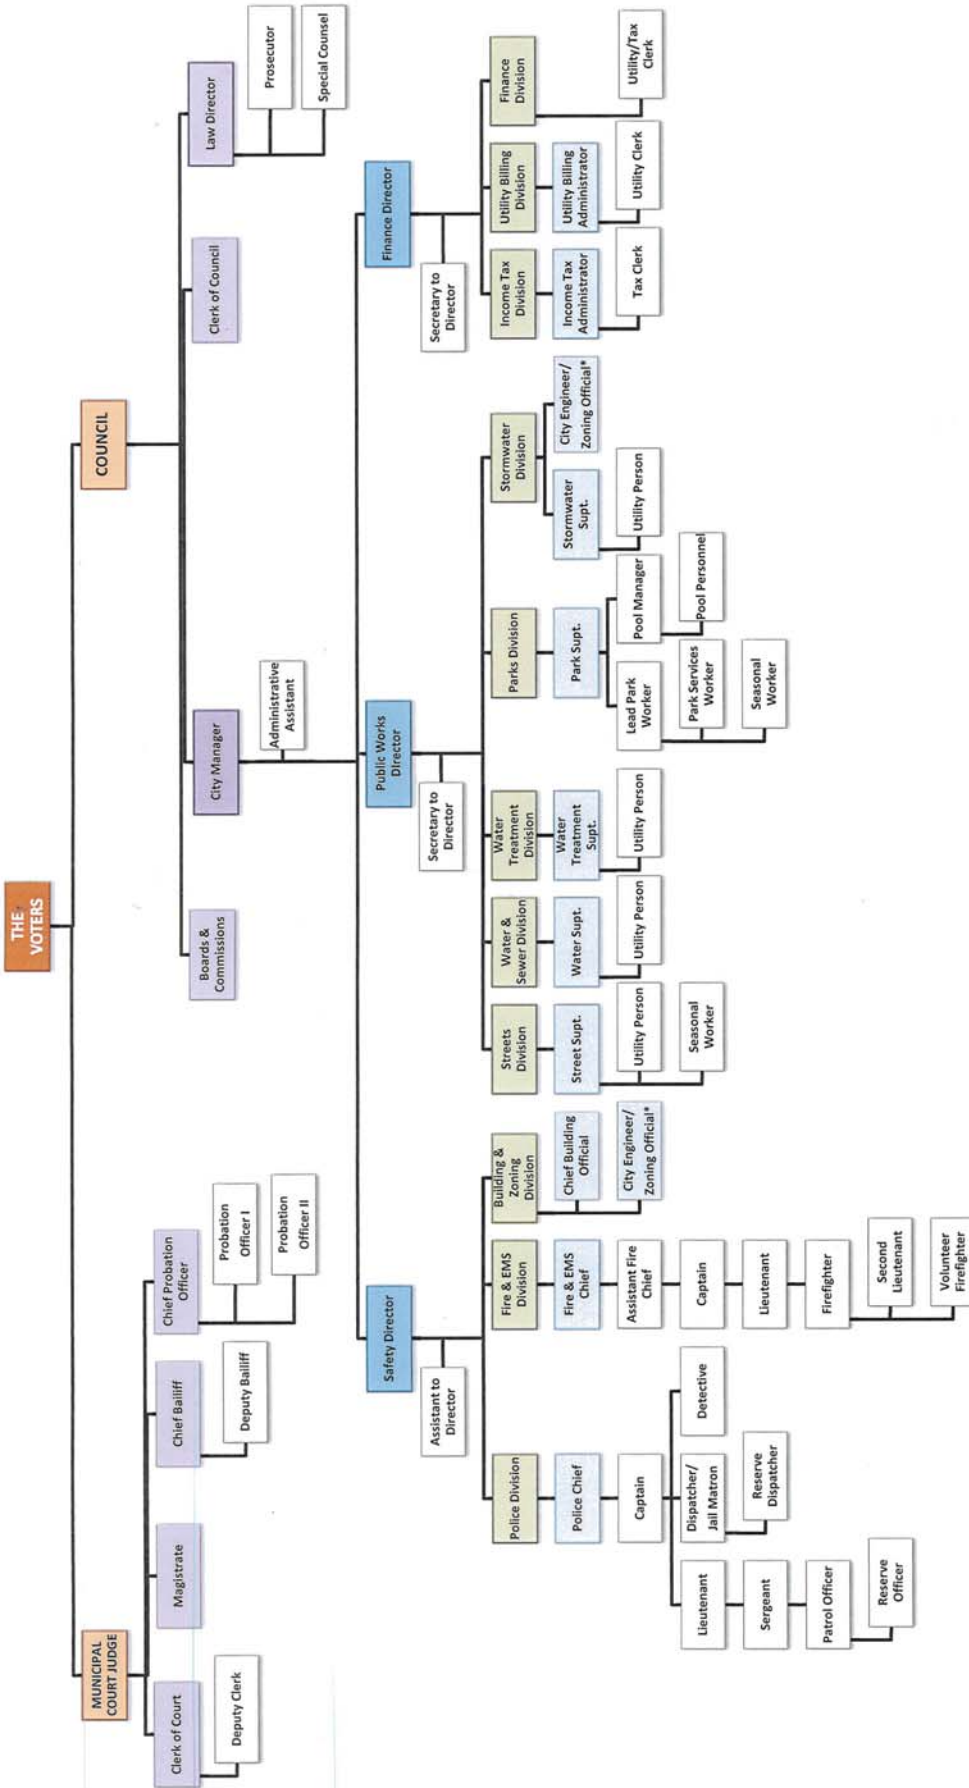 THE
VOTERS
MUNICIPAL
COURT JUDGE
COUNCIL
Clerk of Court
Magistrate
Chief Bailiff
Chief Probation
Officer
Boards &
Commissions
City Manager
Clerk of Council
Law Director
Deputy Clerk
Deputy Bailiff
Probation
Officer I
Probation
Officer II
Administrative
Assistant
Prosecutor
Special Counsel
Safety Director
Public Works
Director
Finance Director
Assistant to
Director
Secretary to
Director
Secretary to
Director
Police Division
Fire & EMS
Division
Building &
Zoning
Division
Streets
Division
Water &
Sewer Division
Water
Treatment
Division
Parks Division
Stormwater
Division
Income Tax
Division
Utility Billing
Division
Finance
Division
Police Chief
Fire & EMS
Chief
Chief Building
Official
Street Supt.
Water Supt.
Water
Treatment
Supt.
Park Supt.
Stormwater
Supt.
City Engineer/
Zoning Official*
Income Tax
Administrator
Utility Billing
Administrator
Captain
Assistant Fire
Chief
City Engineer/
Zoning Official*
Utility Person
Utility Person
Utility Person
Lead Park
Worker
Pool Manager
Utility Person
Tax Clerk
Utility Clerk
Utility/Tax
Clerk
Lieutenant
Dispatcher/
Jail Matron
Detective
Captain
Seasonal
Worker
Park Services
Worker
Pool Personnel
Sergeant
Reserve
Dispatcher
Lieutenant
Seasonal
Worker
Patrol Officer
Firefighter
Reserve
Officer
Second
Lieutenant
Volunteer
Firefighter